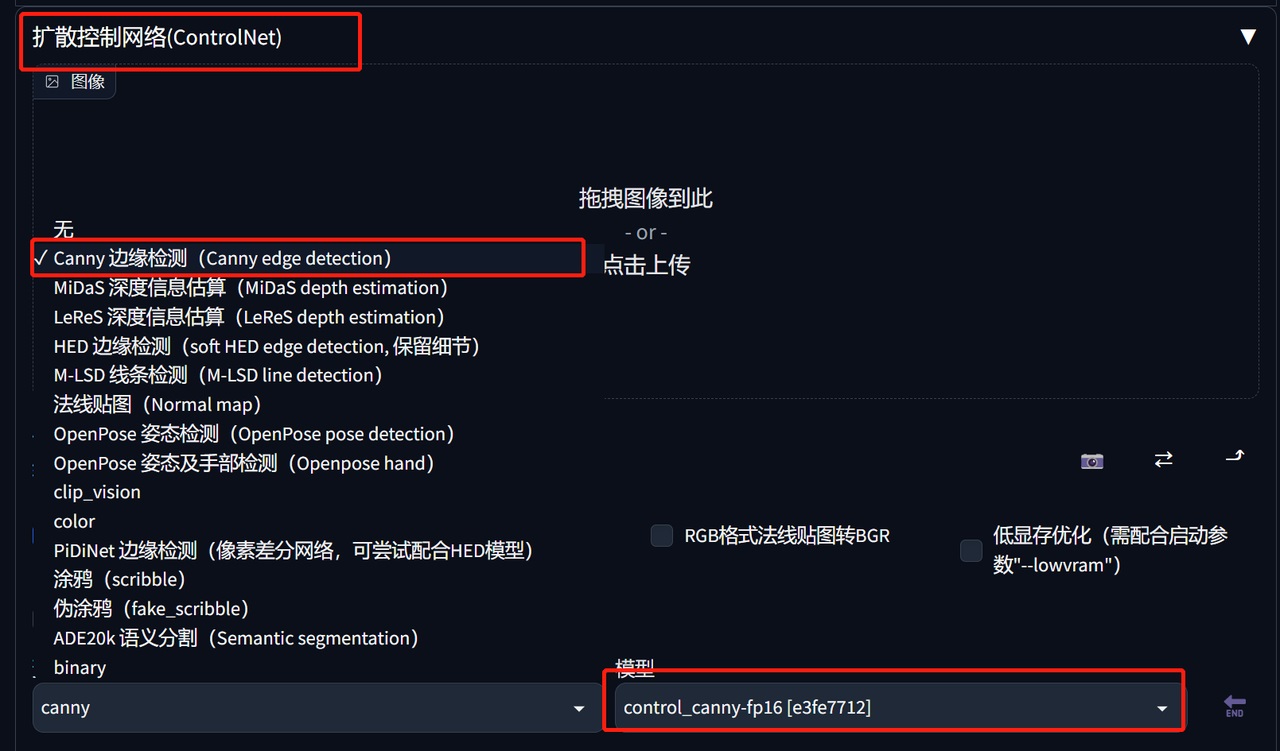 扩散控制网络(ControlNet)
▼
图像
拖拽图像到此
- or -
点击上传
无
✓ Canny 边缘检测（Canny edge detection）
MiDaS 深度信息估算（MiDaS depth estimation）
LeReS 深度信息估算（LeReS depth estimation）
HED 边缘检测（soft HED edge detection, 保留细节）
M-LSD 线条检测（M-LSD line detection）
法线贴图（Normal map）
OpenPose 姿态检测（OpenPose pose detection）
OpenPose 姿态及手部检测（Openpose hand）
clip_vision
color
PiDiNet 边缘检测（像素差分网络，可尝试配合HED模型）
涂鸦（scribble）
伪涂鸦（fake_scribble）
ADE20k 语义分割（Semantic segmentation）
binary
RGB格式法线贴图转BGR
低显存优化（需配合启动参
数"--lowvram"）
模型
canny
control_canny-fp16 [e3fe7712]
END